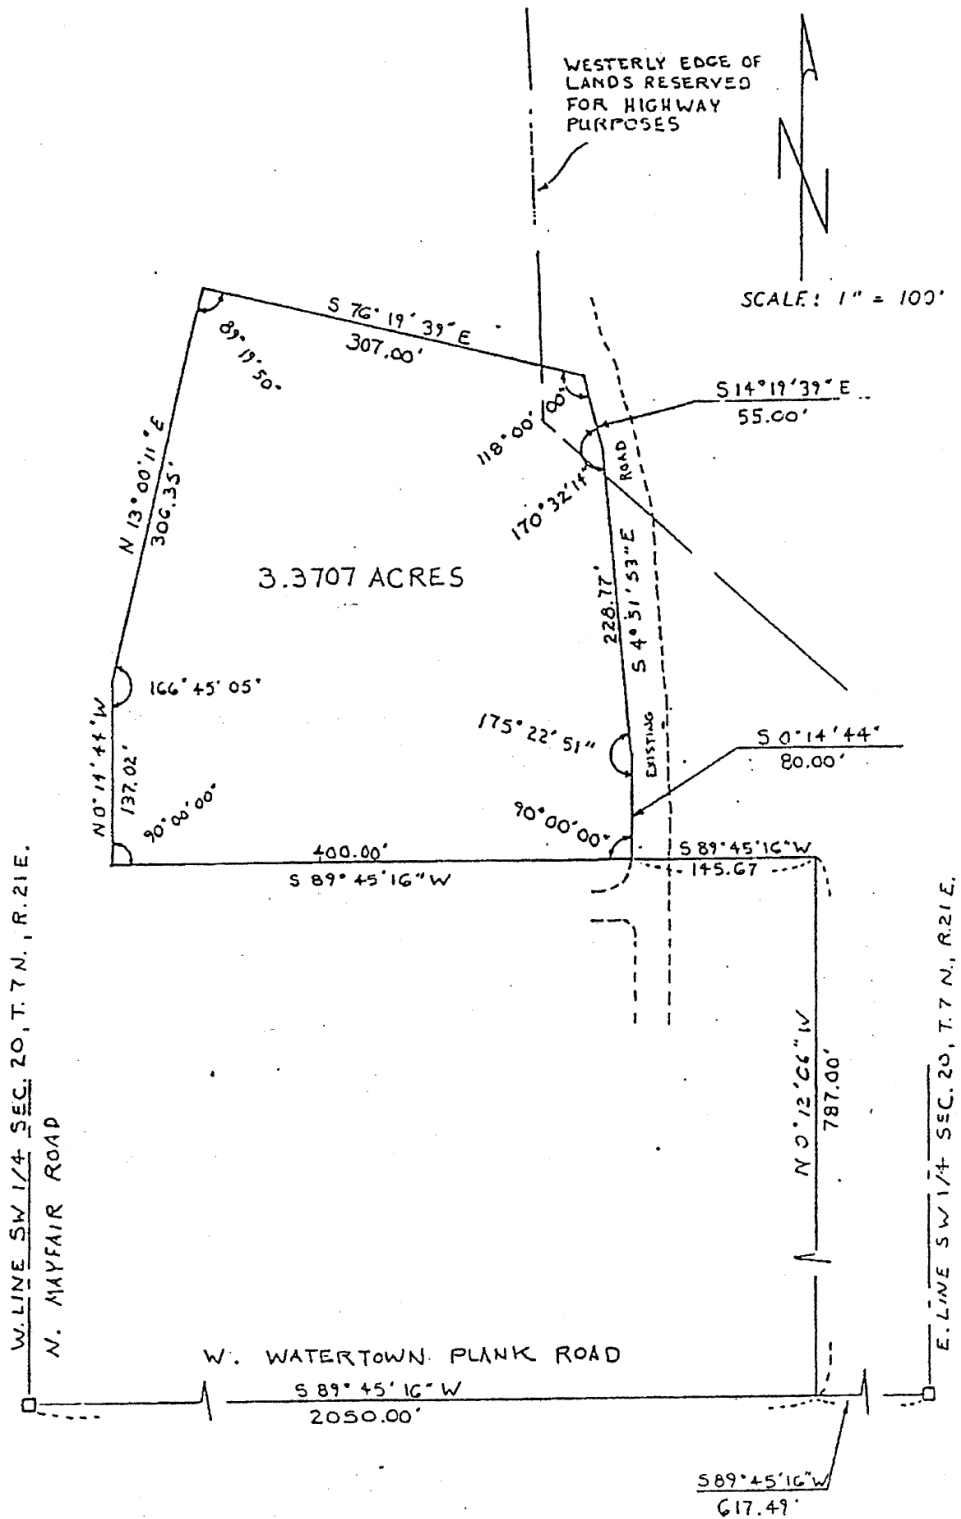 WESTERLY EDGE OF
LANDS RESERVED
FOR HIGHWAY
PURPOSES
N
SCALE: 1" = 100'
S 76° 19' 39" E
307.00'
89° 19' 50"
118° 00' 00"
S 14° 19' 39" E
55.00'
ROAD
170° 32' 14"
N 13° 00' 11" E
306.35'
3.3707 ACRES
228.77'
S 4° 51' 53" E
166° 45' 05"
N 0° 14' 44" W
137.02'
90° 00' 00"
175° 22' 51"
EXISTING
S 0° 14' 44"
80.00'
90° 00' 00"
400.00'
S 89° 45' 16" W
S 89° 45' 16" W
145.67
N 0° 12' 06" W
787.00'
W. LINE SW 1/4 SEC. 20, T. 7 N., R. 21 E.
N. MAYFAIR ROAD
E. LINE SW 1/4 SEC. 20, T. 7 N., R. 21 E.
W. WATERTOWN PLANK ROAD
S 89° 45' 16" W
2050.00'
S 89° 45' 16" W
617.49'